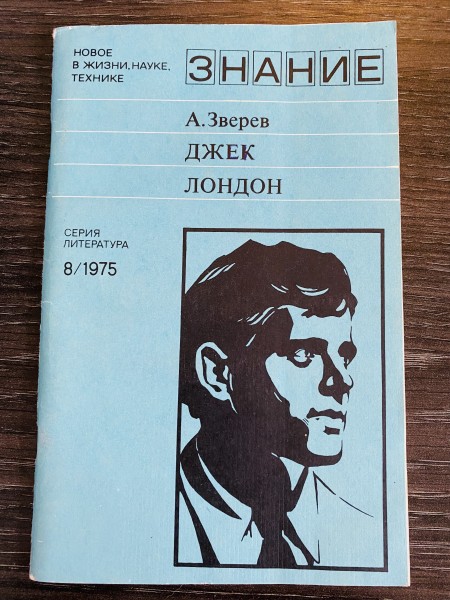 НОВОЕ
В ЖИЗНИ, НАУКЕ,
ТЕХНИКЕ
ЗНАНИЕ
А. Зверев
ДЖЕК
ЛОНДОН
СЕРИЯ
ЛИТЕРАТУРА
8/1975